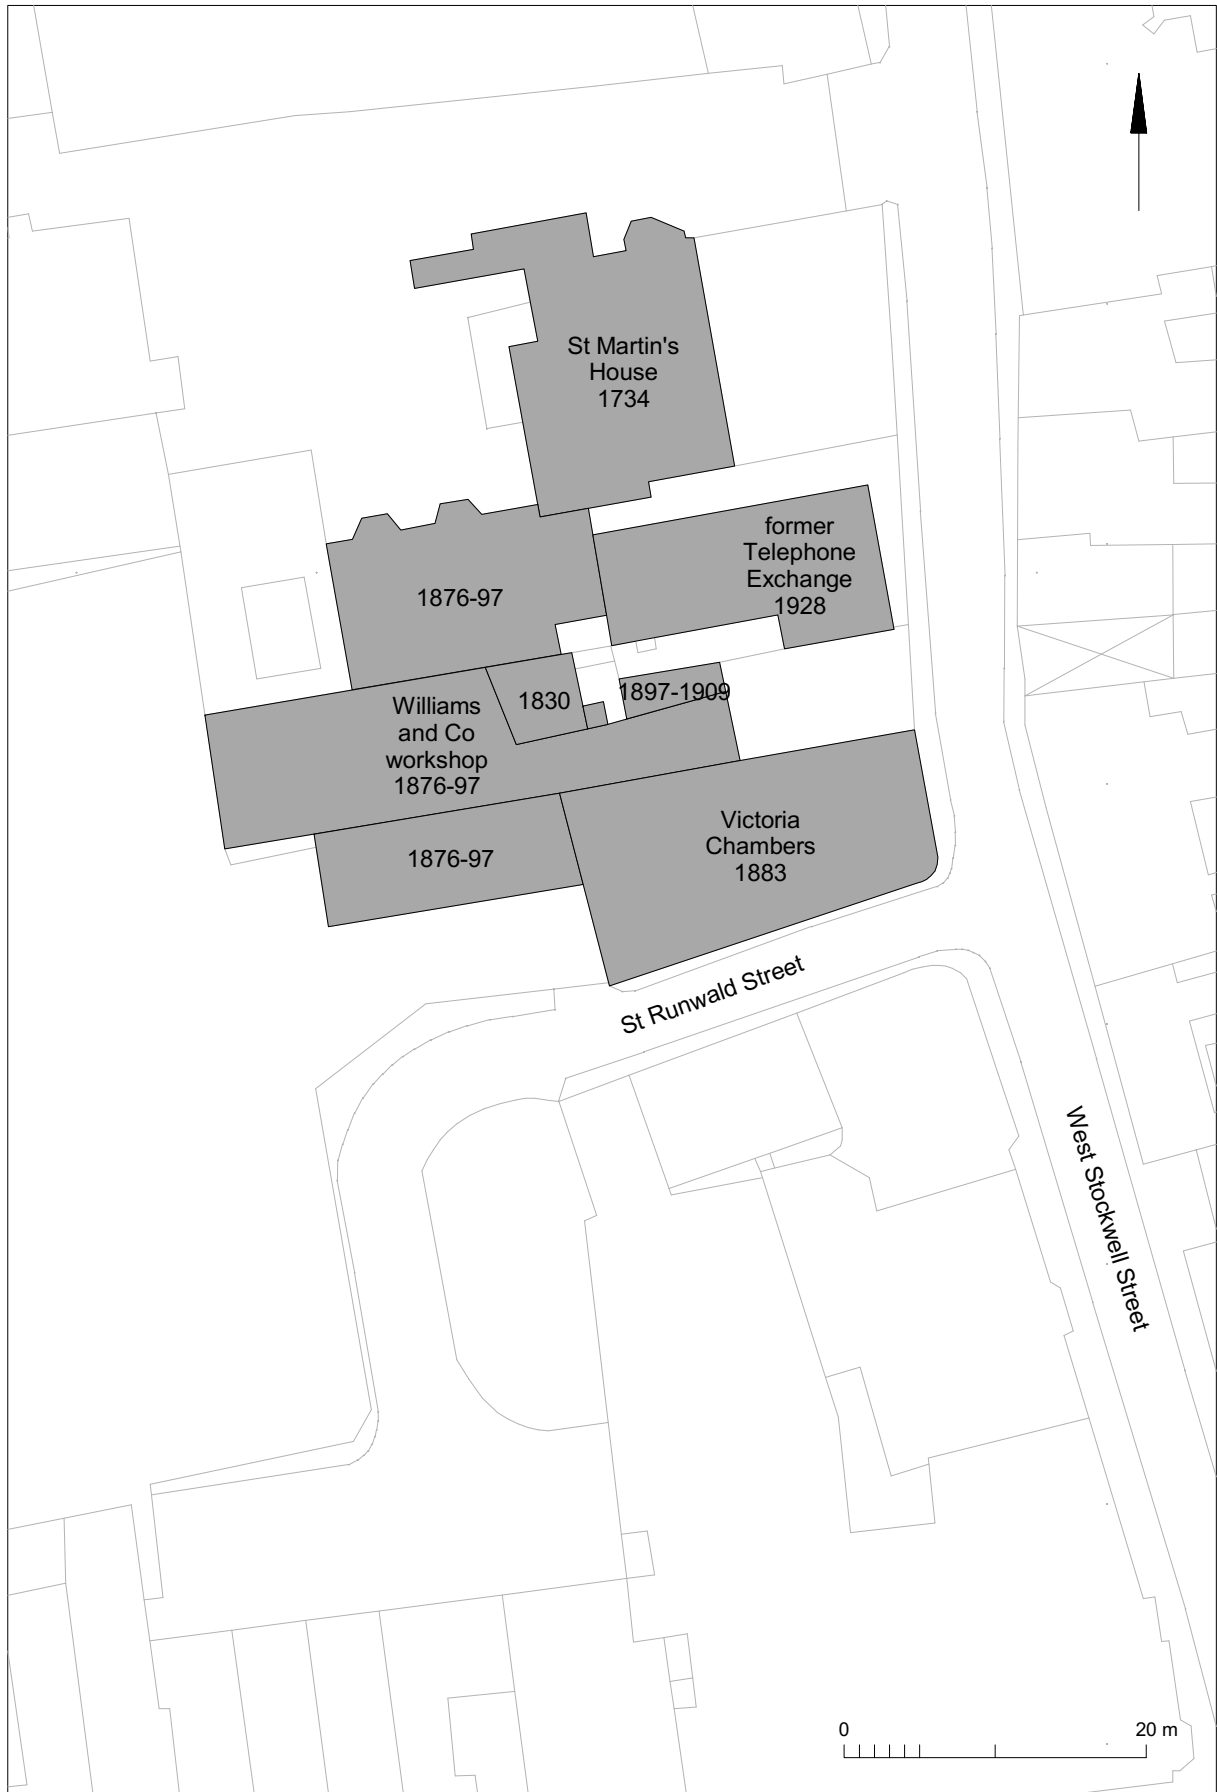 St Martin's
House
1734
former
Telephone
Exchange
1928
1876-97
1897-1909
1830
Williams
and Co
workshop
1876-97
Victoria
Chambers
1883
1876-97
St Runwald Street
West Stockwell Street
0 20 m